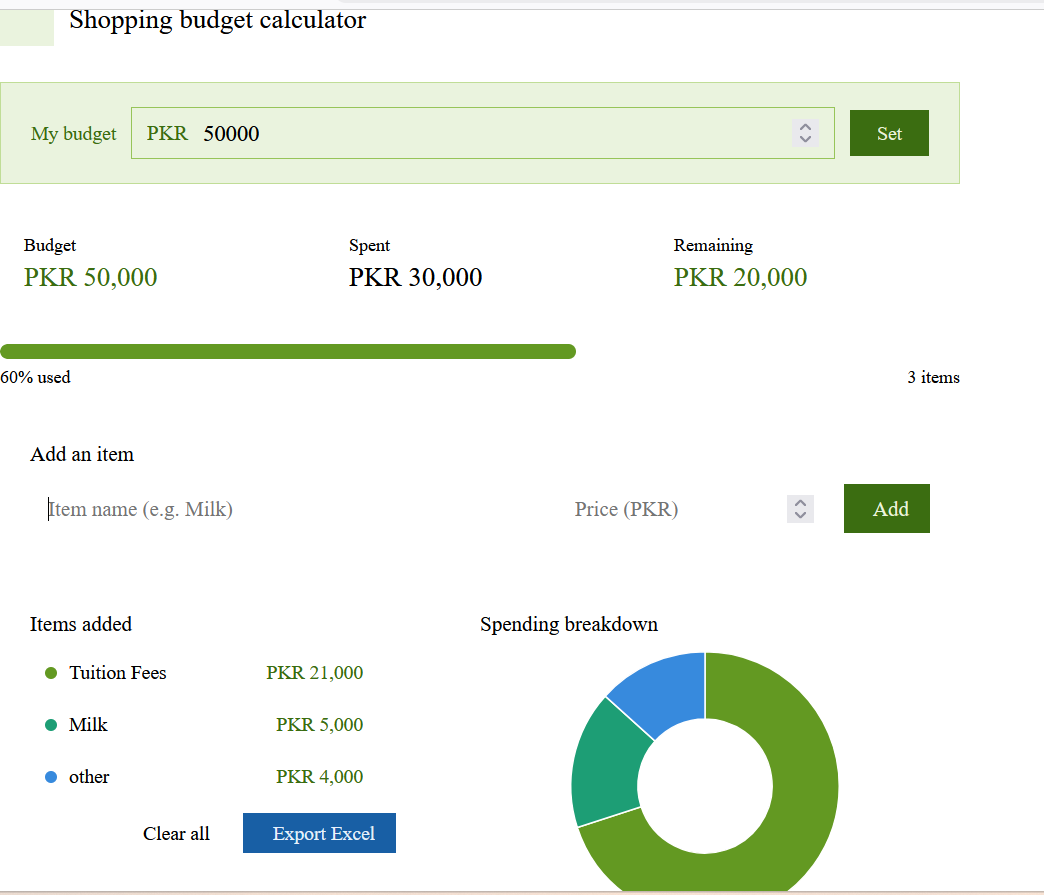 Shopping budget calculator
My budget PKR 50000 Set
Budget Spent Remaining
PKR 50,000 PKR 30,000 PKR 20,000
60% used 3 items
Add an item
Item name (e.g. Milk) Price (PKR) Add
Items added Spending breakdown
Tuition Fees PKR 21,000
Milk PKR 5,000
other PKR 4,000
Clear all Export Excel